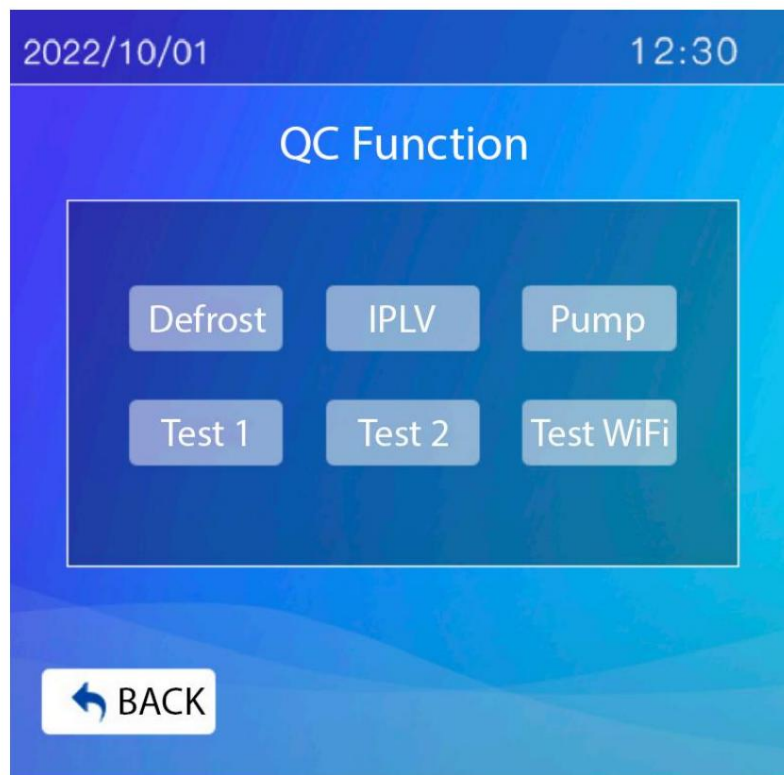 2022/10/01 12:30
QC Function
Defrost IPLV Pump
Test 1 Test 2 Test WiFi
BACK